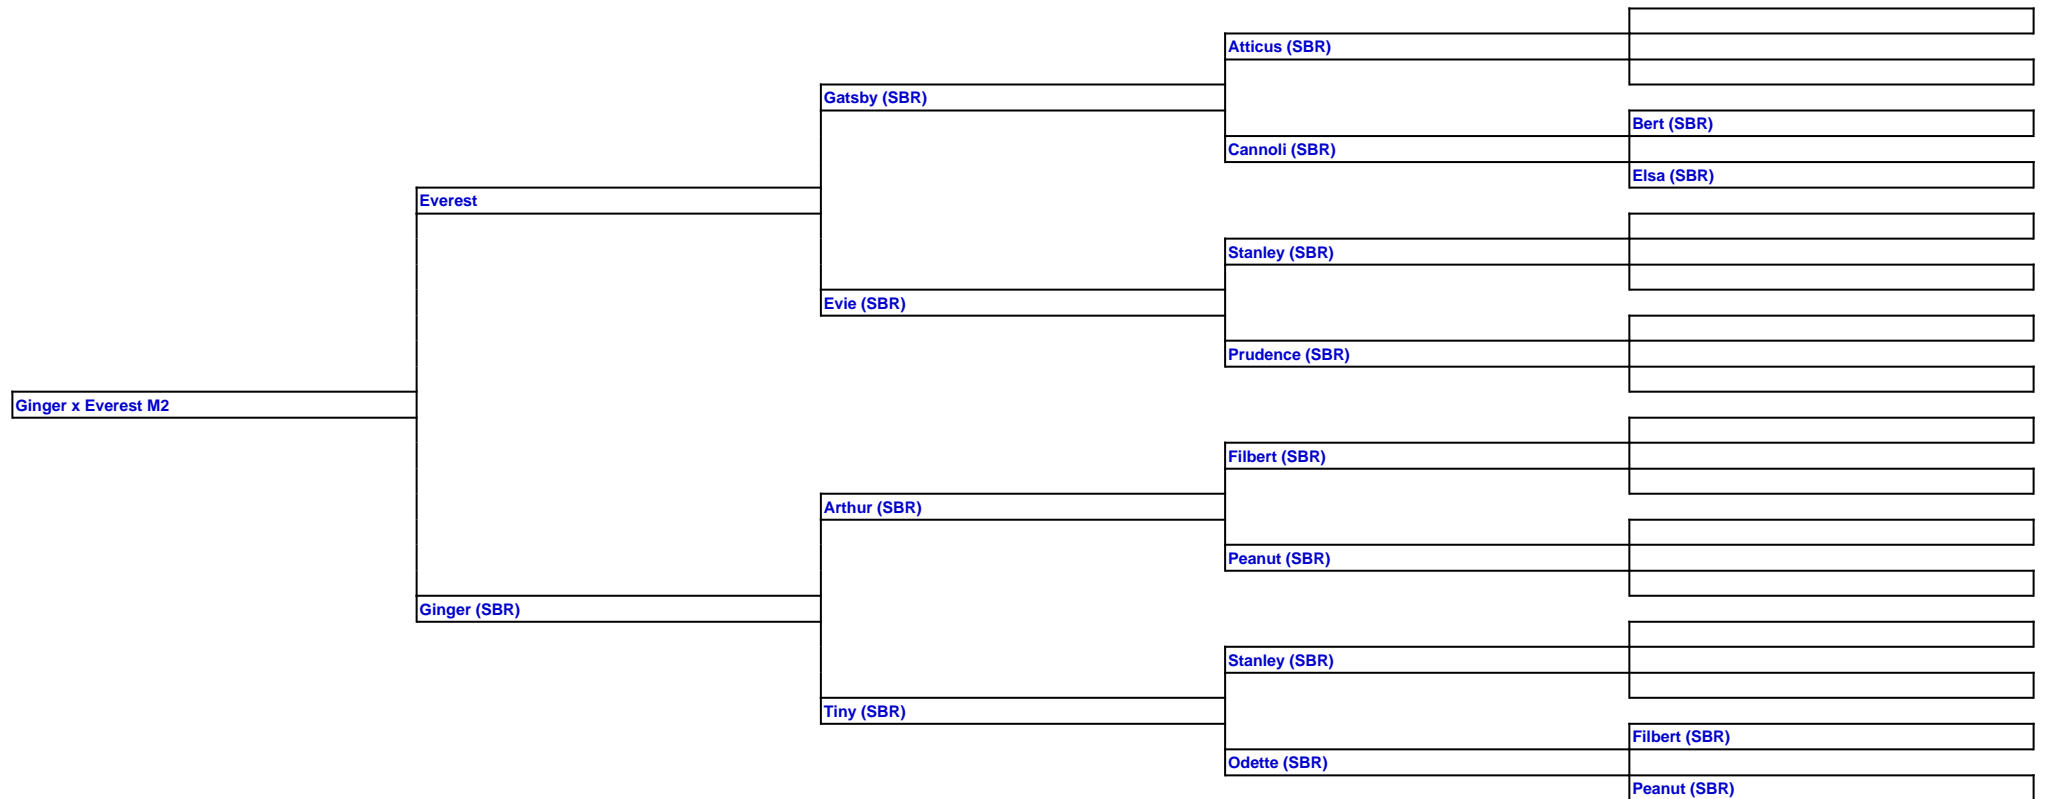 Atticus (SBR)
Gatsby (SBR)
Bert (SBR)
Cannoli (SBR)
Elsa (SBR)
Everest
Stanley (SBR)
Evie (SBR)
Prudence (SBR)
Ginger x Everest M2
Filbert (SBR)
Arthur (SBR)
Peanut (SBR)
Ginger (SBR)
Stanley (SBR)
Tiny (SBR)
Filbert (SBR)
Odette (SBR)
Peanut (SBR)